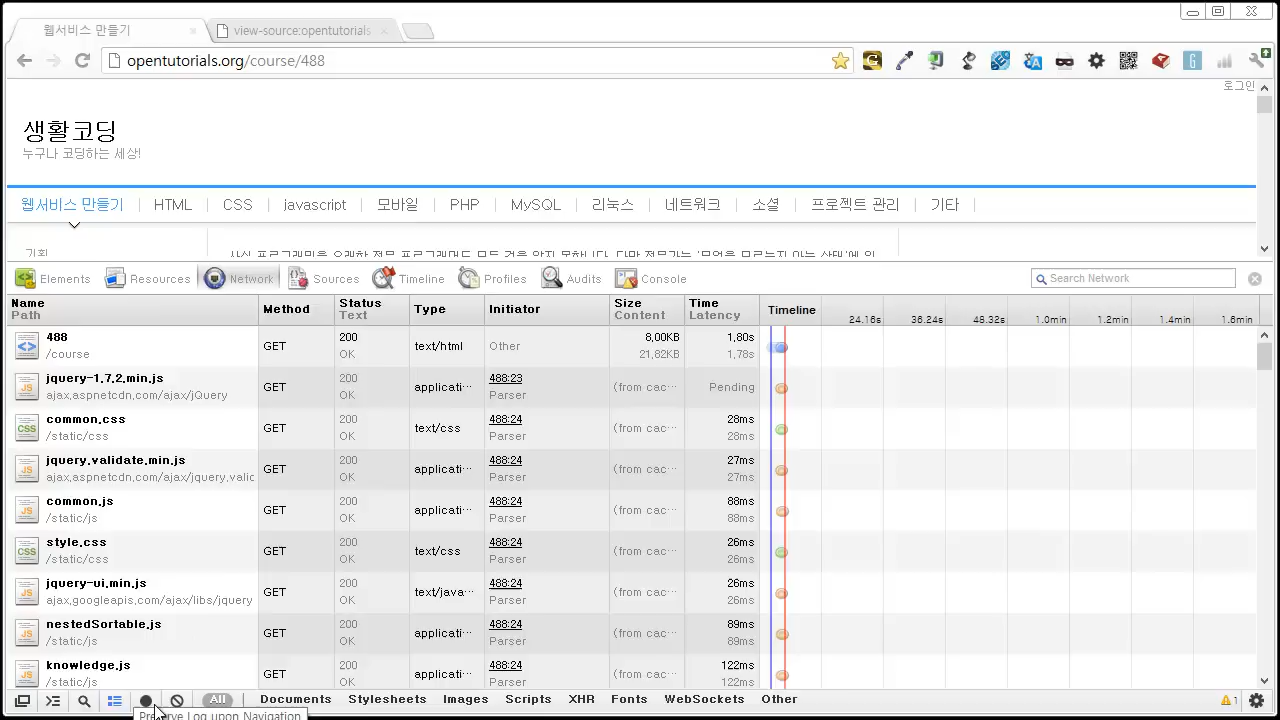 웹서비스 만들기
view-source:opentutorials
opentutorials.org/course/488
로그인
생활코딩
누구나 코딩하는 세상!
웹서비스 만들기 HTML CSS javascript 모바일 PHP MySQL 리눅스 네트워크 소셜 프로젝트 관리 기타
기획
Elements Resources Network Sources Timeline Profiles Audits Console Search Network
Name Method Status Type Initiator Size Time Timeline
Path Text Content Latency 24.16s 36.24s 48.32s 1.0min 1.2min 1.4min 1.6min
488 GET 200 text/html Other 8.00KB 1.80s
/course OK 21.82KB 1.78s
jquery-1.7.2.min.js GET 200 applicati··· 488:23 (from cac··· Pending
ajax.aspnetcdn.com/ajax/jQuery OK Parser
common.css GET 200 text/css 488:24 (from cac··· 28ms
/static/css OK Parser 28ms
jquery.validate.min.js GET 200 applicati··· 488:24 (from cac··· 27ms
ajax.aspnetcdn.com/ajax/jquery.valic OK Parser 27ms
common.js GET 200 applicati··· 488:24 (from cac··· 89ms
/static/js OK Parser 88ms
style.css GET 200 text/css 488:24 (from cac··· 26ms
/static/css OK Parser 26ms
jquery-ui.min.js GET 200 text/java··· 488:24 (from cac··· 26ms
ajax.googleapis.com/ajax/libs/jquery OK Parser 26ms
nestedSortable.js GET 200 applicati··· 488:24 (from cac··· 89ms
/static/js OK Parser 69ms
knowledge.js GET 200 applicati··· 488:24 (from cac··· 122ms
/static/js OK Parser 122ms
All Documents Stylesheets Images Scripts XHR Fonts WebSockets Other 1
Preserve Log upon Navigation